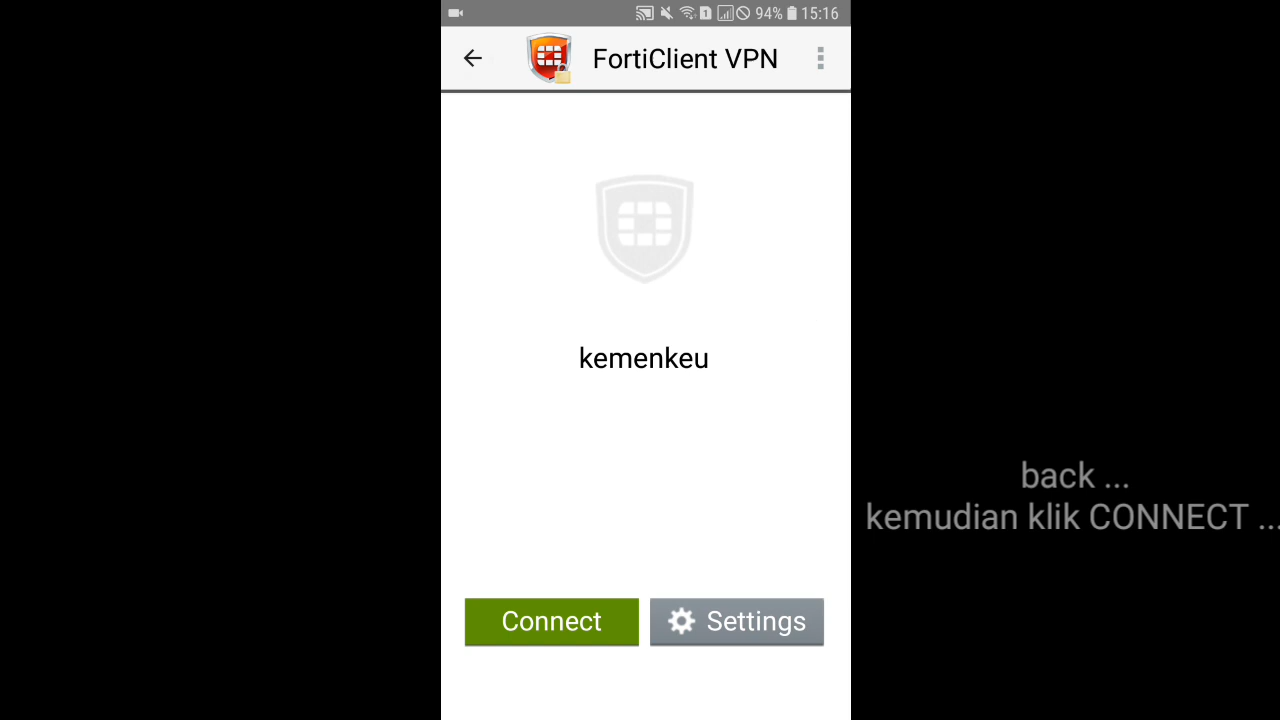 94% 15:16
FortiClient VPN
kemenkeu
back ...
kemudian klik CONNECT ...
Connect
Settings